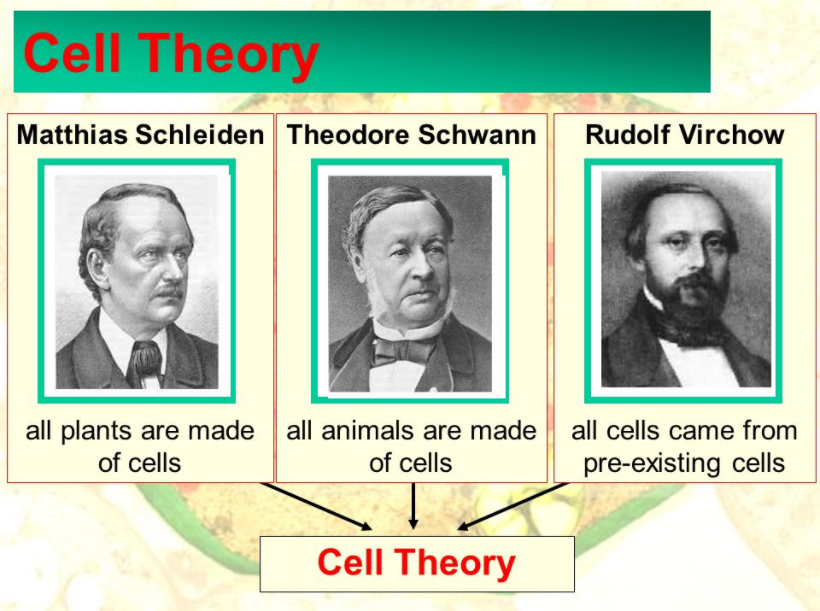 Cell Theory
Matthias Schleiden
all plants are made
of cells
Theodore Schwann
all animals are made
of cells
Rudolf Virchow
all cells came from
pre-existing cells
Cell Theory